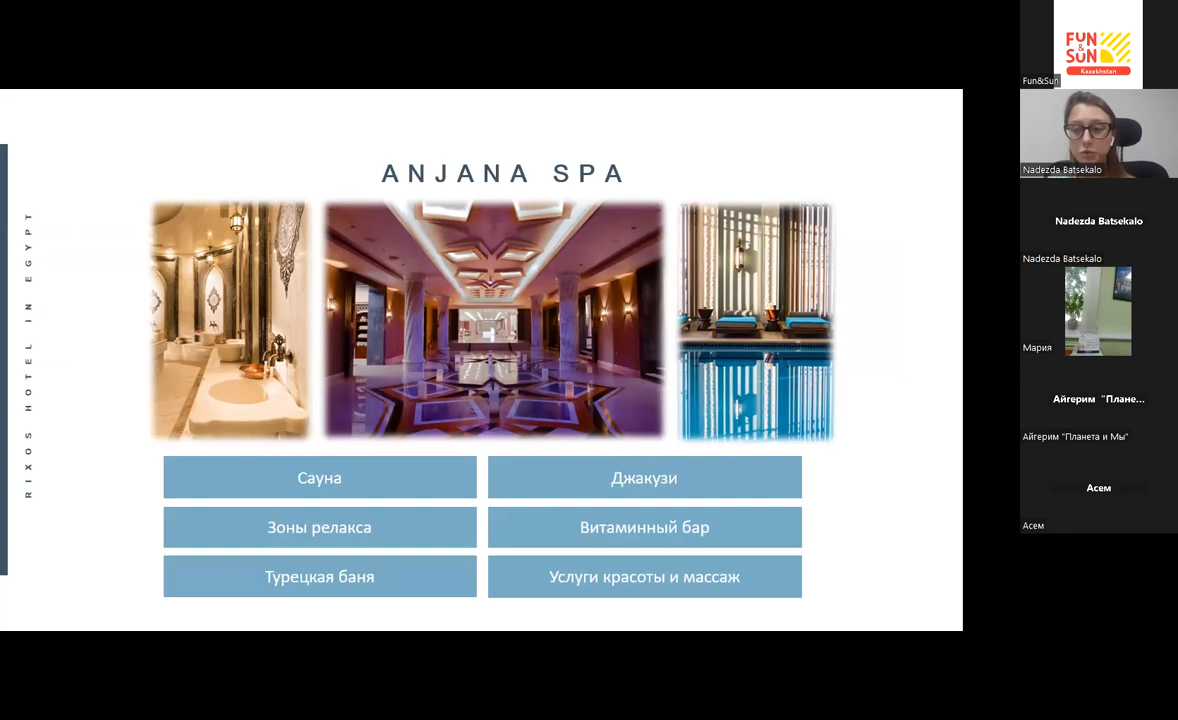 FUN
&
SUN
Kazakhstan
Fun&Sun
Nadezda Batsekalo
Nadezda Batsekalo
Nadezda Batsekalo
Мария
Айгерим "Плане...
Айгерим "Планета и Мы"
Асем
Асем
RIXOS HOTEL IN EGYPT
ANJANA SPA
Сауна
Джакузи
Зоны релакса
Витаминный бар
Турецкая баня
Услуги красоты и массаж